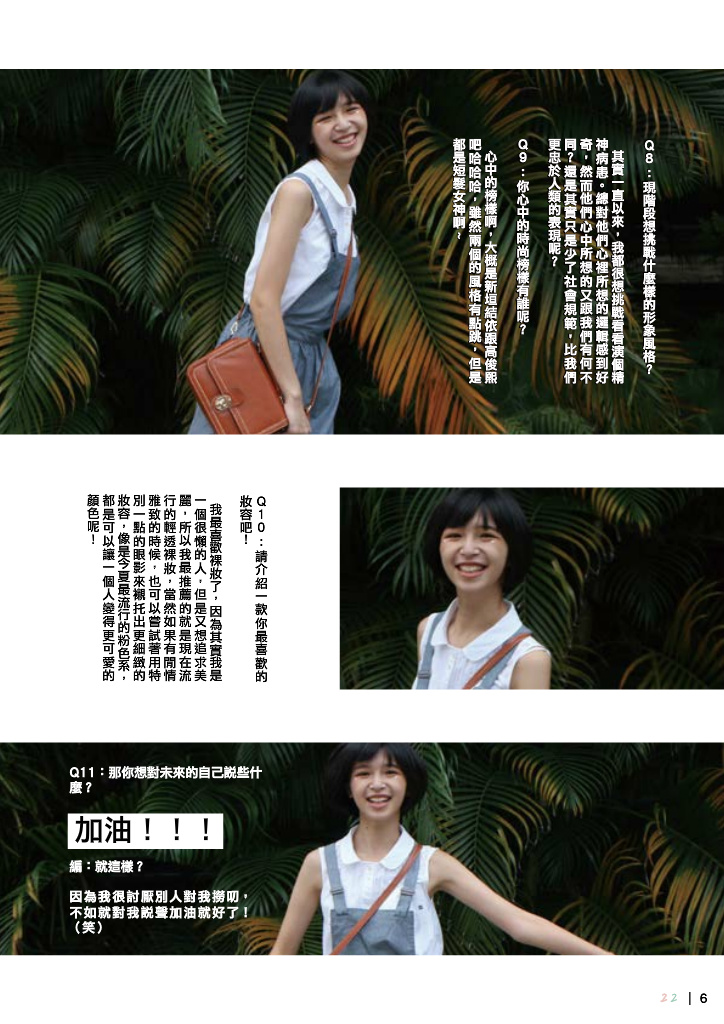 Q8：現階段想挑戰什麼樣的形象風格？
其實一直以來，我都很想挑戰看看演個精
神病患。總對他們心裡所想的邏輯感到好
奇，然而他們心中所想的又跟我們有何不
同？還是其實只是少了社會規範，比我們
更忠於人類的表現呢？
Q9：你心中的時尚榜樣有誰呢？
心中的榜樣啊，大概是新垣結依跟高俊熙
吧哈哈哈，雖然兩個的風格有點跳，但是
都是短髮女神啊~
Q10：請介紹一款你最喜歡的
妝容吧！
我最喜歡裸妝了，因為其實我是
一個很懶的人，但是又想追求美
麗，所以我最推薦的就是現在流
行的輕透裸妝，當然如果有閒情
雅致的時候，也可以嘗試著用特
別一點的眼影來襯托出更細緻的
妝容，像是今夏最流行的粉色系，
都是可以讓一個人變得更可愛的
顏色呢！
Q11：那你想對未來的自己説些什
麼？
加油！！！
編：就這樣？
因為我很討厭別人對我撈叨，
不如就對我説聲加油就好了！
（笑）
22 | 6